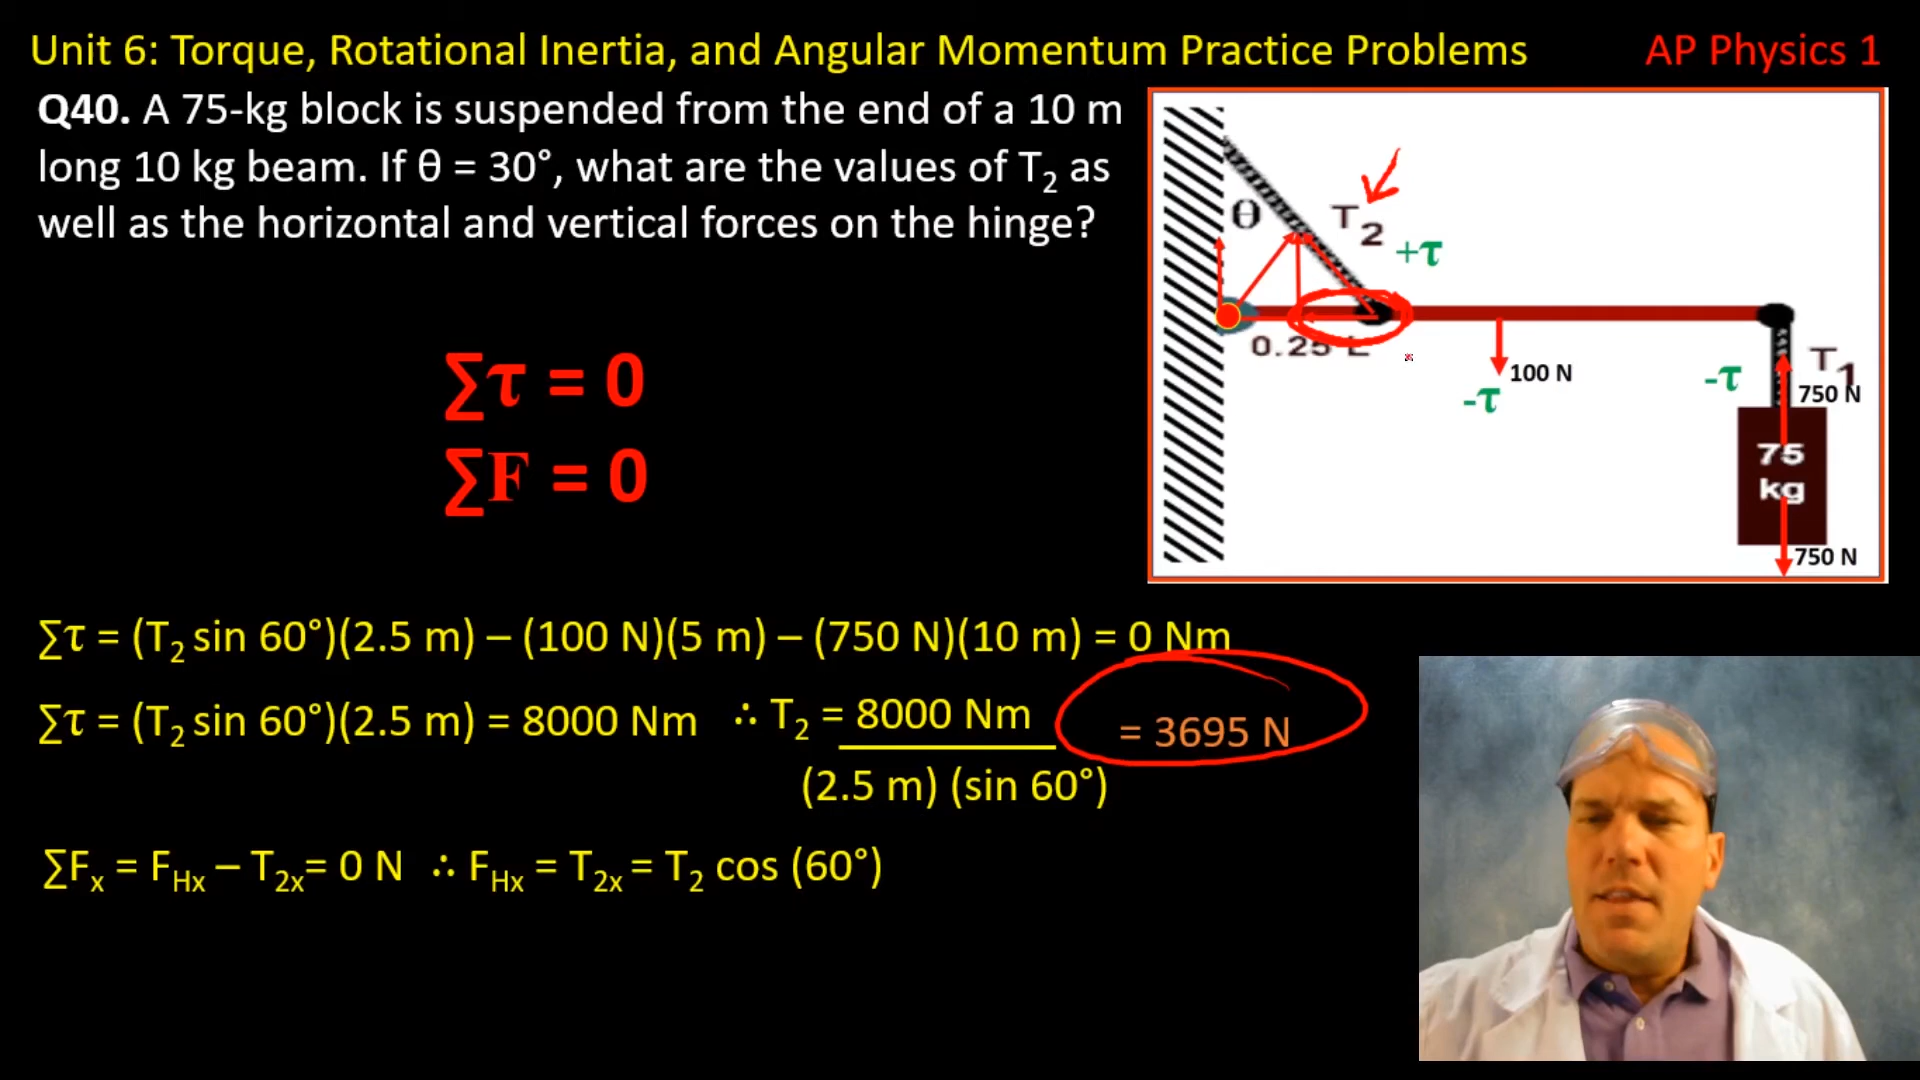 Unit 6: Torque, Rotational Inertia, and Angular Momentum Practice Problems AP Physics 1
Q40. A 75-kg block is suspended from the end of a 10 m
long 10 kg beam. If θ = 30°, what are the values of T₂ as
well as the horizontal and vertical forces on the hinge?
θ
T₂
+τ
0.25 L
100 N
-τ
-τ
T₁
750 N
75
kg
750 N
∑τ = 0
∑F = 0
∑τ = (T₂ sin 60°)(2.5 m) – (100 N)(5 m) – (750 N)(10 m) = 0 Nm
∑τ = (T₂ sin 60°)(2.5 m) = 8000 Nm ∴ T₂ = 8000 Nm = 3695 N
(2.5 m) (sin 60°)
∑Fₓ = F_Hx – T₂ₓ= 0 N ∴ F_Hx = T₂ₓ = T₂ cos (60°)